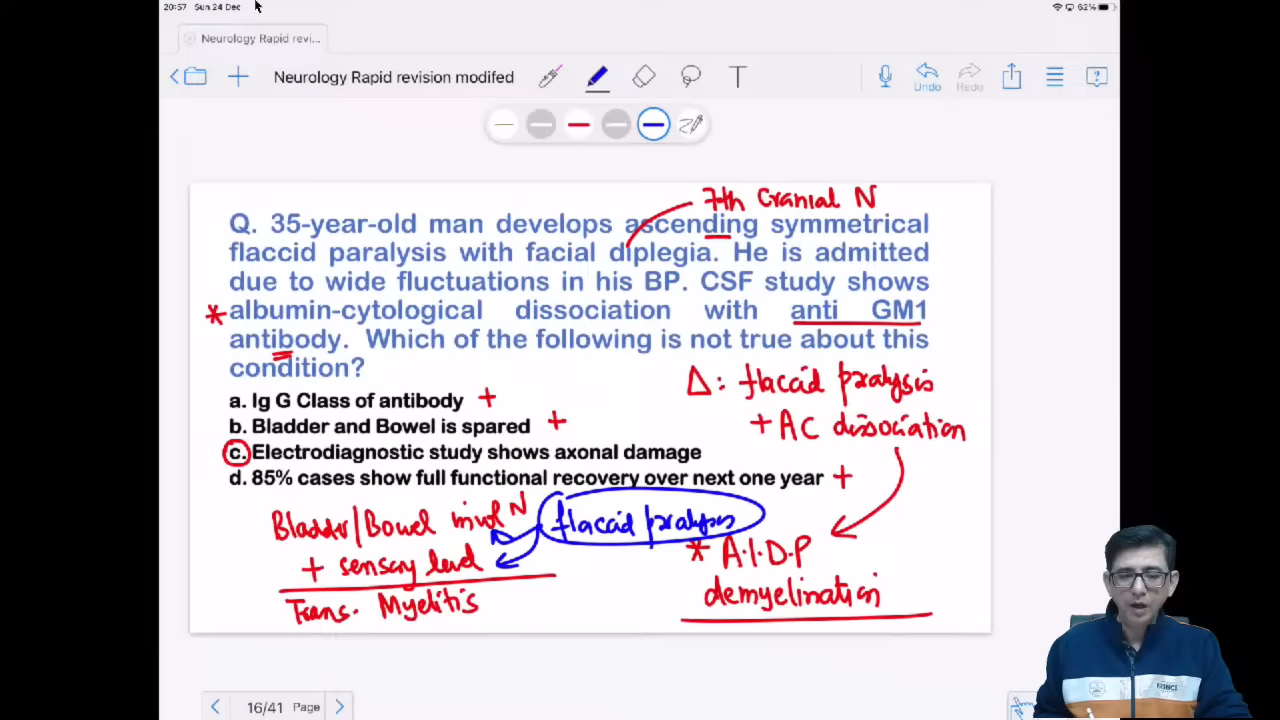 20:57 Sun 24 Dec
62%
Neurology Rapid revi...
Neurology Rapid revision modifed
T
Undo
Redo
7th Cranial N
Q. 35-year-old man develops ascending symmetrical
flaccid paralysis with facial diplegia. He is admitted
due to wide fluctuations in his BP. CSF study shows
* albumin-cytological dissociation with anti GM1
antibody. Which of the following is not true about this
condition?
Δ: flaccid paralysis
+ AC dissociation
a. Ig G Class of antibody +
b. Bladder and Bowel is spared +
c. Electrodiagnostic study shows axonal damage
d. 85% cases show full functional recovery over next one year +
Bladder/Bowel invol N
+ sensory level
Trans. Myelitis
flaccid paralysis
* A.I.D.P
demyelination
16/41 Page